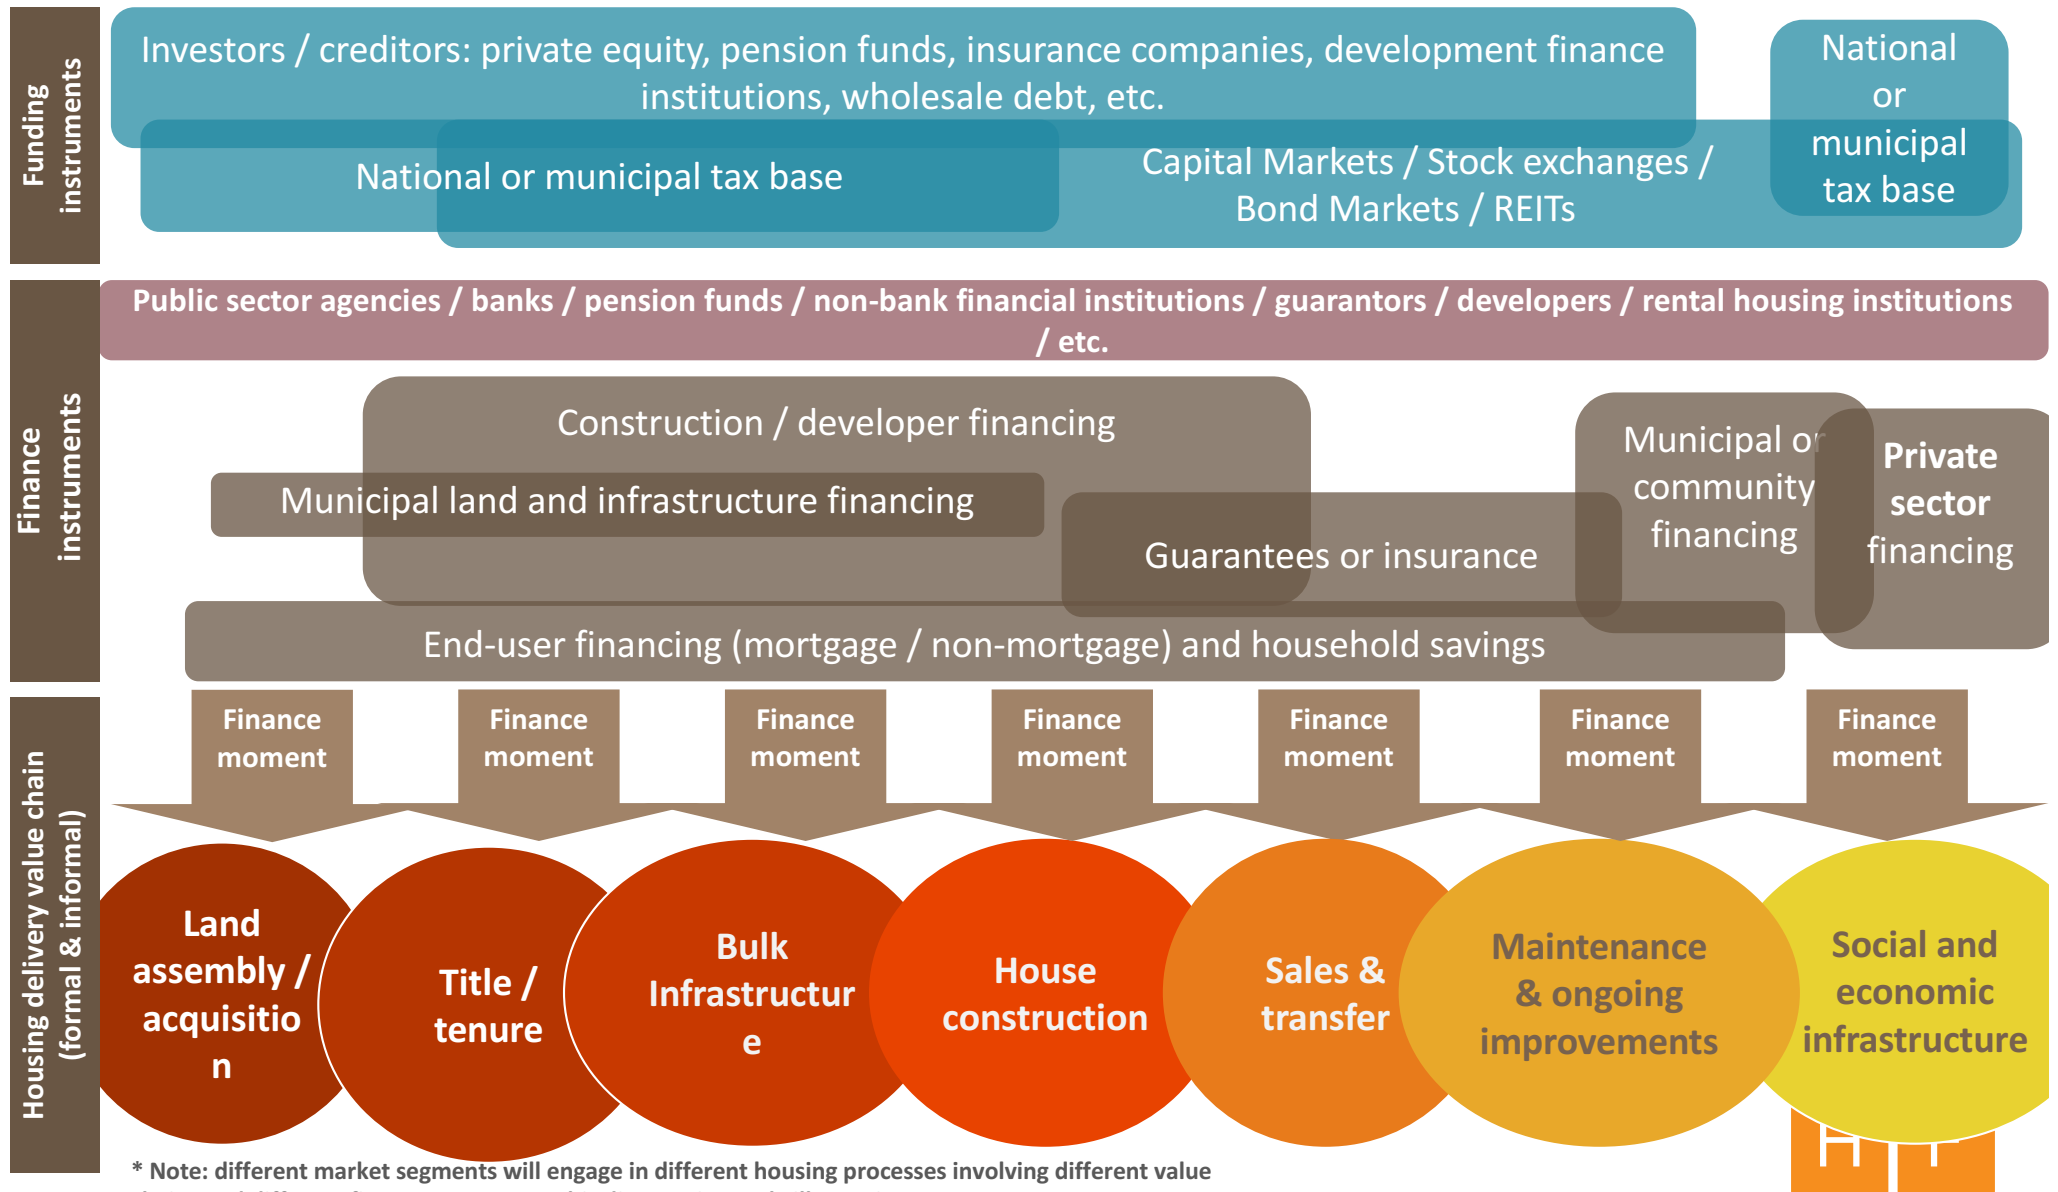 Funding
instruments
Investors / creditors: private equity, pension funds, insurance companies, development finance
institutions, wholesale debt, etc.
National or municipal tax base
Capital Markets / Stock exchanges /
Bond Markets / REITs
National
or
municipal
tax base
Finance
instruments
Public sector agencies / banks / pension funds / non-bank financial institutions / guarantors / developers / rental housing institutions
/ etc.
Construction / developer financing
Municipal land and infrastructure financing
Guarantees or insurance
Municipal or
community
financing
Private
sector
financing
End-user financing (mortgage / non-mortgage) and household savings
Housing delivery value chain
(formal & informal)
Finance
moment
Finance
moment
Finance
moment
Finance
moment
Finance
moment
Finance
moment
Finance
moment
Land
assembly /
acquisitio
n
Title /
tenure
Bulk
Infrastructur
e
House
construction
Sales &
transfer
Maintenance
& ongoing
improvements
Social and
economic
infrastructure
* Note: different market segments will engage in different housing processes involving different value